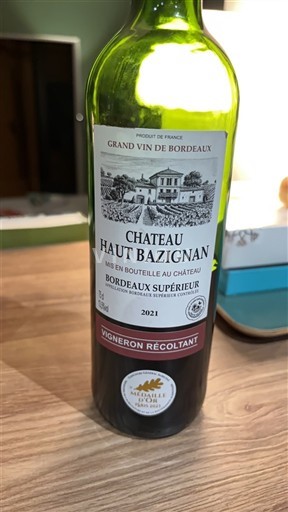 PRODUIT DE FRANCE
GRAND VIN DE BORDEAUX
CHATEAU
HAUT BAZIGNAN
MIS EN BOUTEILLE AU CHÂTEAU
BORDEAUX SUPÉRIEUR
APPELLATION BORDEAUX SUPÉRIEUR CONTRÔLÉE
2021
VIGNERON RÉCOLTANT
MÉDAILLE
D'OR